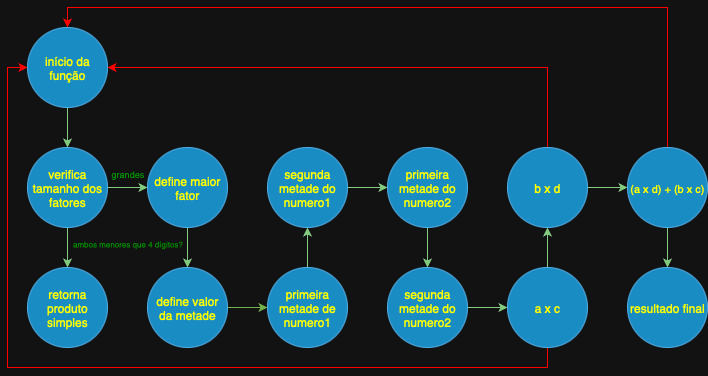 início da
função
verifica
tamanho dos
fatores
grandes
define maior
fator
segunda
metade do
numero1
primeira
metade do
numero2
b x d
(a x d) + (b x c)
ambos menores que 4 dígitos?
retorna
produto
simples
define valor
da metade
primeira
metade de
numero1
segunda
metade do
numero2
a x c
resultado final